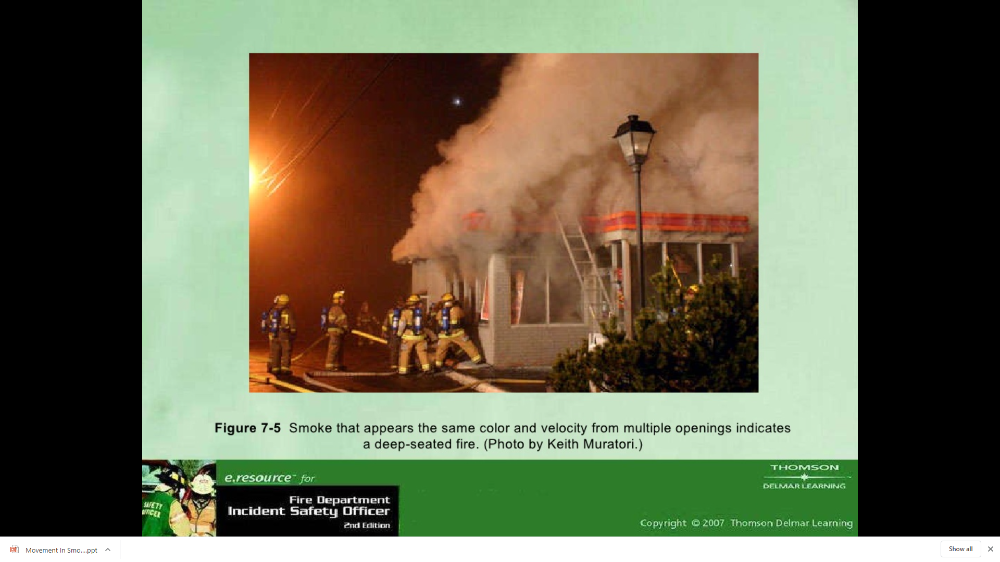 Figure 7-5 Smoke that appears the same color and velocity from multiple openings indicates
a deep-seated fire. (Photo by Keith Muratori.)
e.resource™ for
Fire Department
Incident Safety Officer
2nd Edition
SAFETY
OFFICER
THOMSON
DELMAR LEARNING
Copyright © 2007 Thomson Delmar Learning
Movement In Smo....ppt
Show all